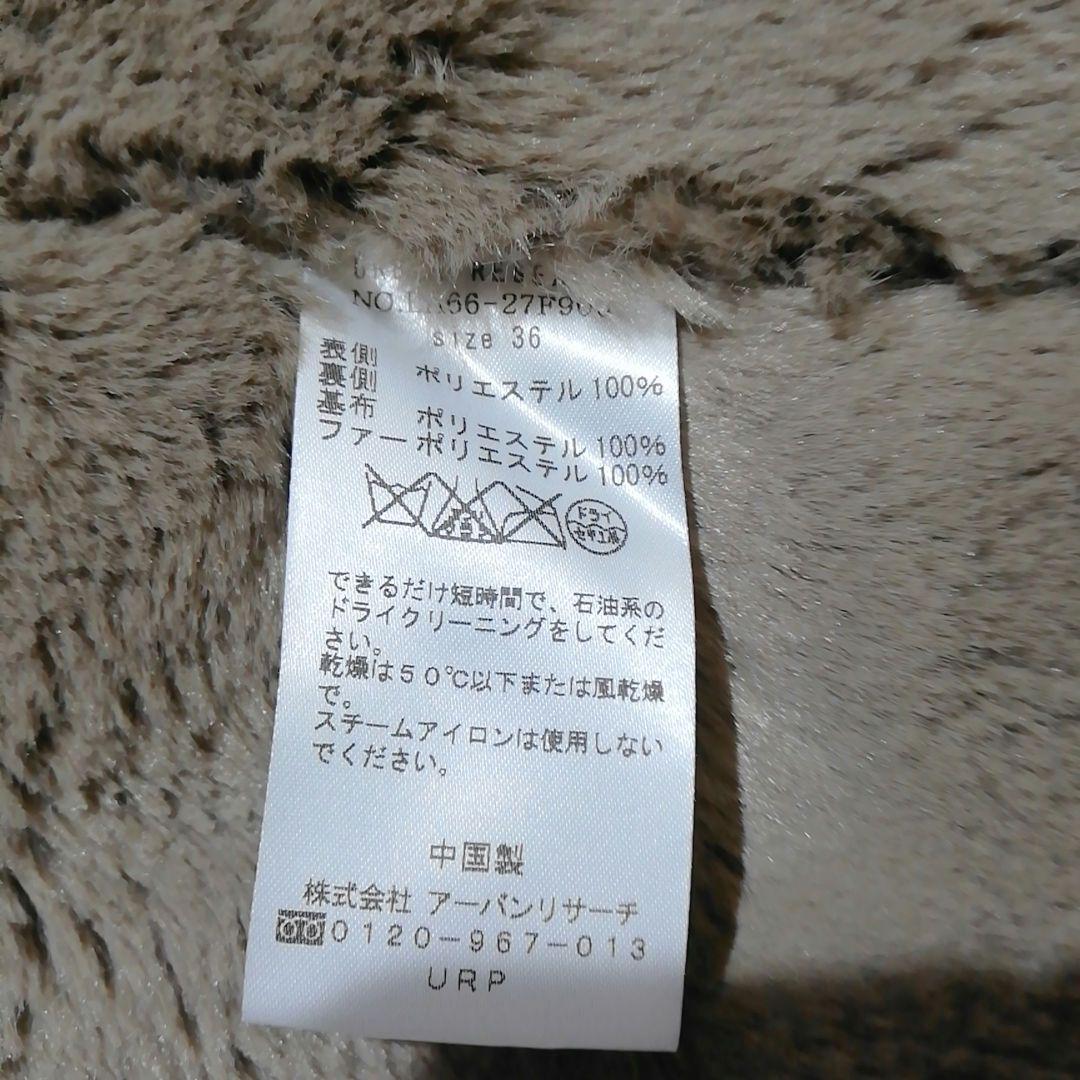 size 36
表側 ポリエステル 100%
裏側
基布 ポリエステル 100%
ファー ポリエステル 100%
ドライ
セキユ系
できるだけ短時間で、石油系の
ドライクリーニングをしてくだ
さい。
乾燥は50℃以下または風乾燥
で。
スチームアイロンは使用しない
でください。
中国製
株式会社 アーバンリサーチ
0120-967-013
URP